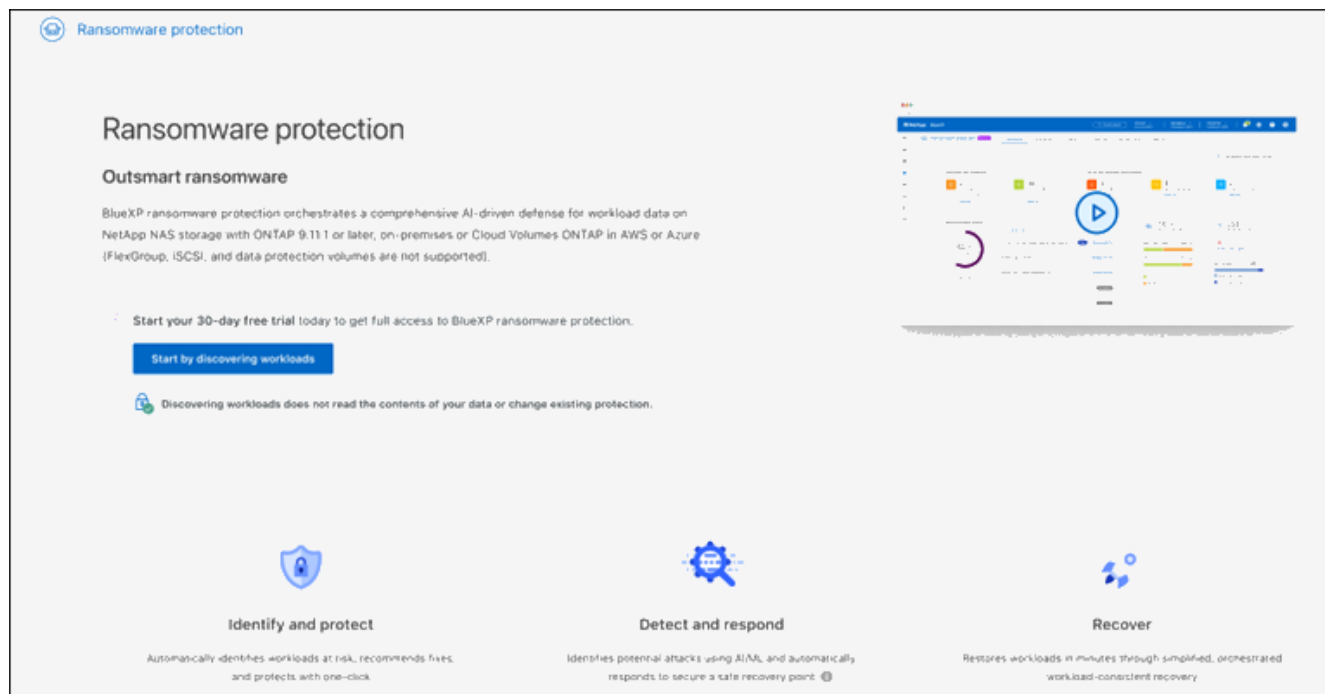 Ransomware protection
Ransomware protection
Outsmart ransomware
BlueXP ransomware protection orchestrates a comprehensive AI-driven defense for workload data on
NetApp NAS storage with ONTAP 9.11.1 or later, on-premises or Cloud Volumes ONTAP in AWS or Azure
(FlexGroup, iSCSI, and data protection volumes are not supported).
Start your 30-day free trial today to get full access to BlueXP ransomware protection.
Start by discovering workloads
Discovering workloads does not read the contents of your data or change existing protection.
Identify and protect
Automatically identifies workloads at risk, recommends fixes,
and protects with one-click
Detect and respond
Identifies potential attacks using AI/ML and automatically
responds to secure a safe recovery point
Recover
Restores workloads in minutes through simplified, orchestrated
workload-consistent recovery